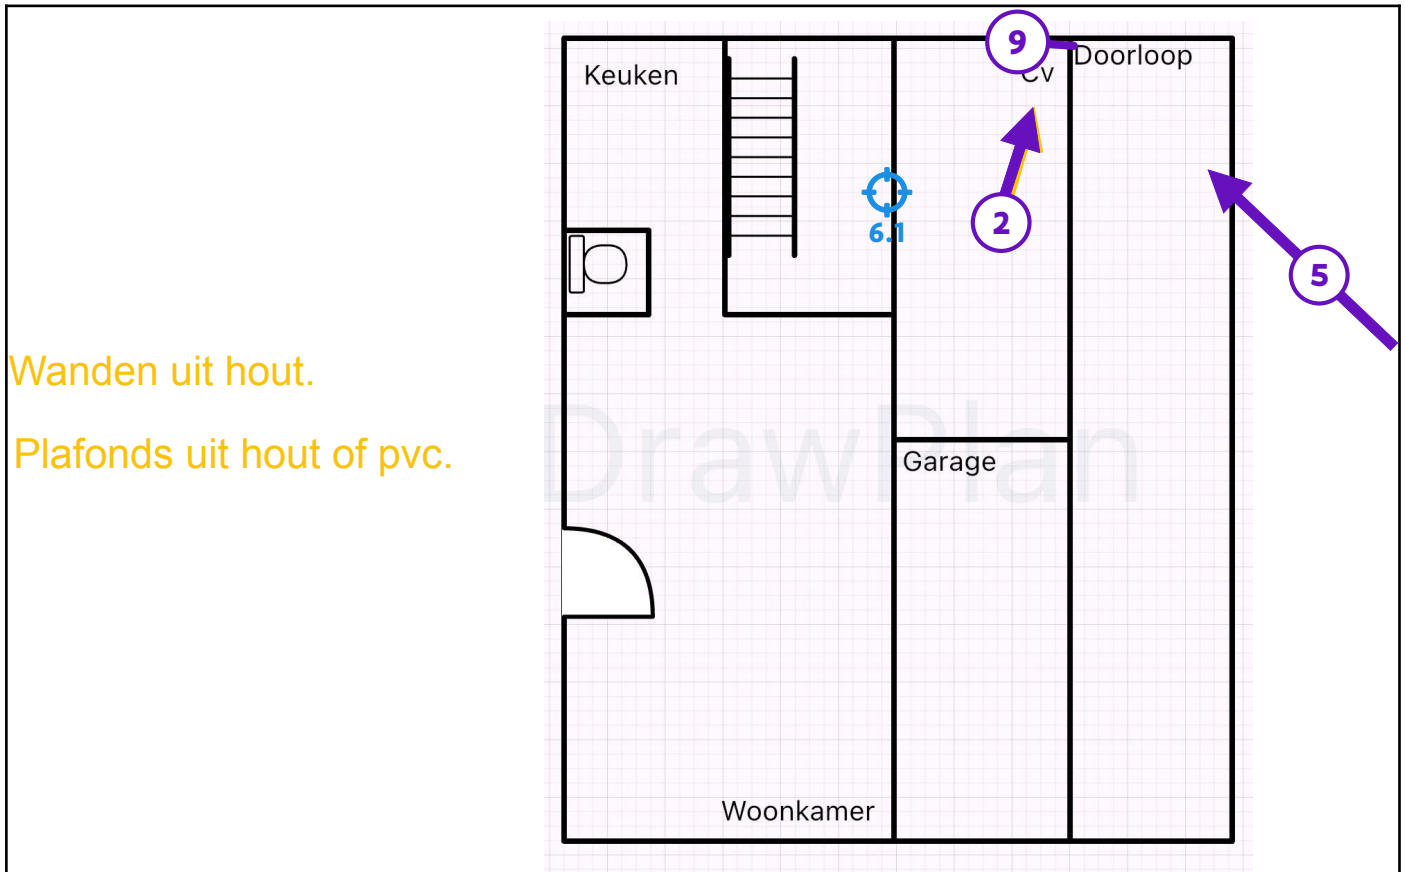 9
Doorloop
Keuken
Cv
2
6.1
5
Wanden uit hout.
Plafonds uit hout of pvc.
DrawPlan
Garage
Woonkamer